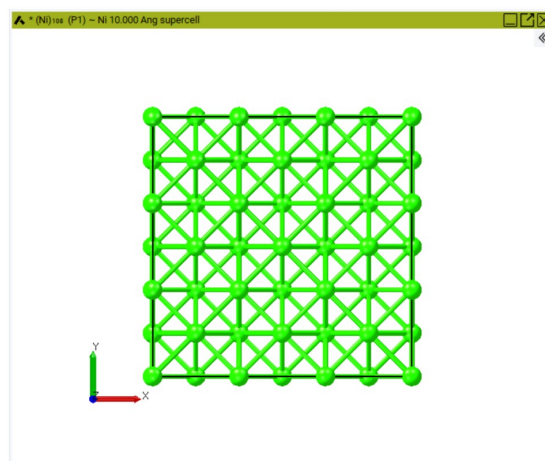 * (Ni)₁₀₈ (P1) ~ Ni 10.000 Ang supercell
Y
Z
X